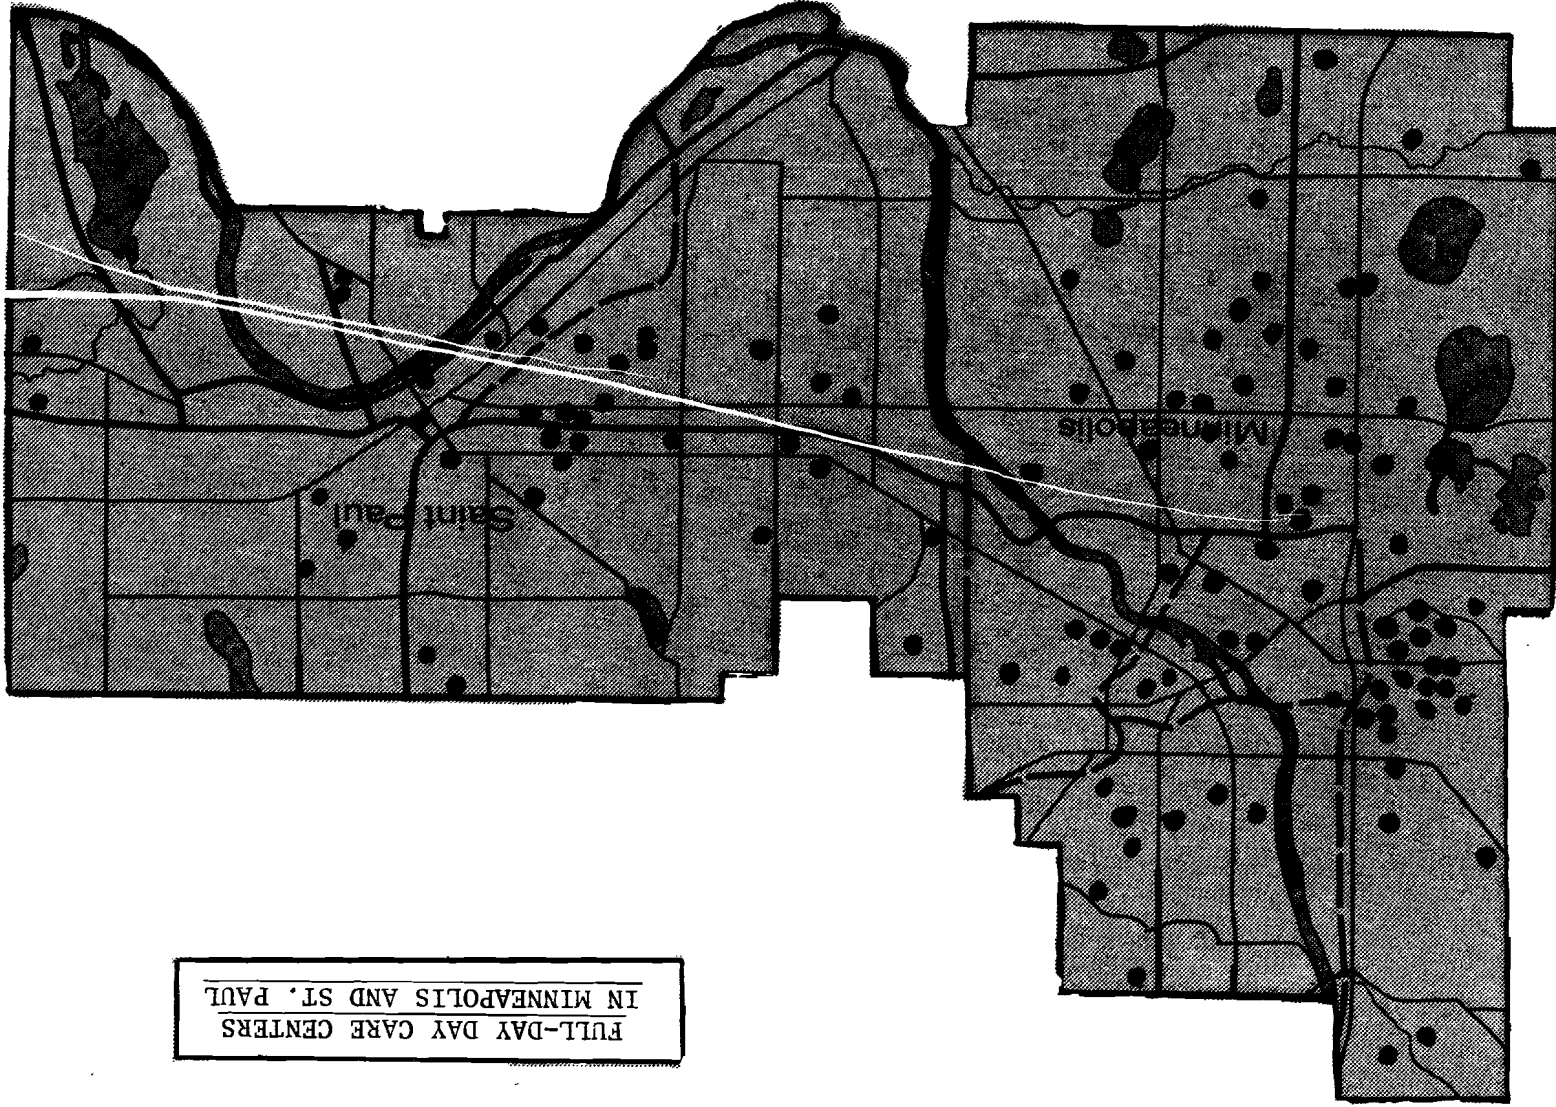 FULL-DAY DAY CARE CENTERS
IN MINNEAPOLIS AND ST. PAUL
Saint Paul
Minneapolis